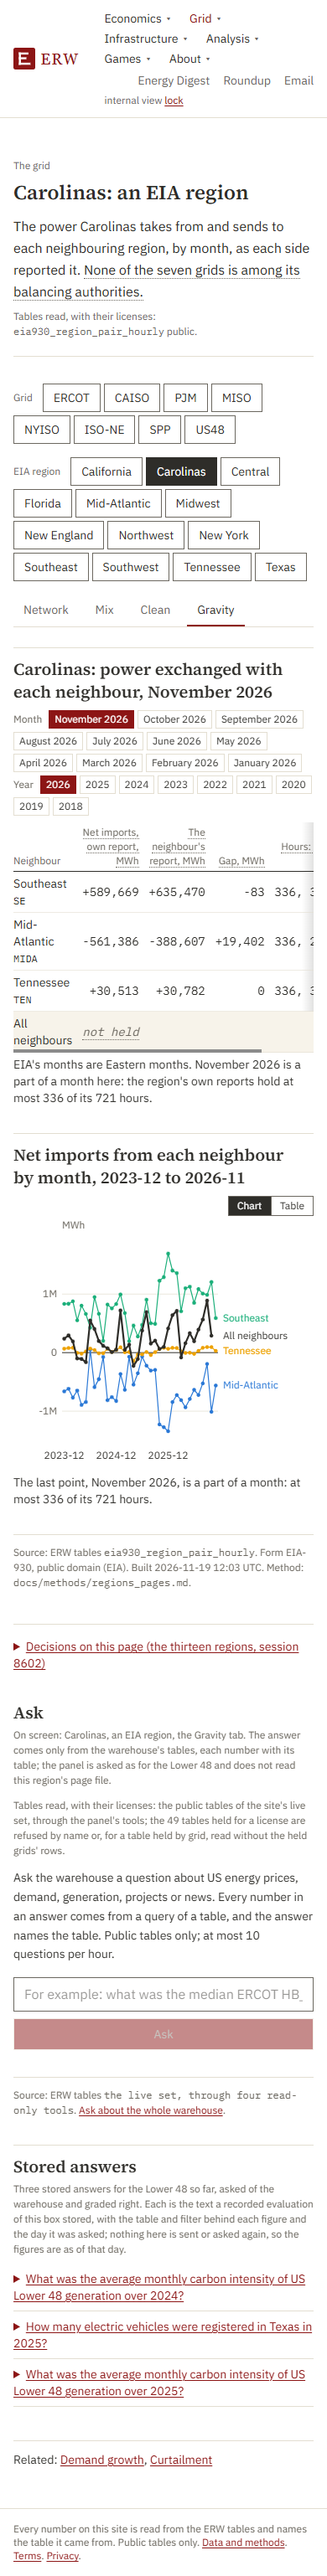 Economics ▾ Grid ▾
Infrastructure ▾ Analysis ▾
ERW
Games ▾ About ▾
Energy Digest Roundup Email
internal view lock
The grid
Carolinas: an EIA region
The power Carolinas takes from and sends to
each neighbouring region, by month, as each side
reported it. None of the seven grids is among its
balancing authorities.
Tables read, with their licenses:
eia930_region_pair_hourly public.
Grid ERCOT CAISO PJM MISO
NYISO ISO-NE SPP US48
EIA region California Carolinas Central
Florida Mid-Atlantic Midwest
New England Northwest New York
Southeast Southwest Tennessee Texas
Network Mix Clean Gravity
Carolinas: power exchanged with
each neighbour, November 2026
Month November 2026 October 2026 September 2026
August 2026 July 2026 June 2026 May 2026
April 2026 March 2026 February 2026 January 2026
Year 2026 2025 2024 2023 2022 2021 2020
2019 2018
Net imports, The
own report, neighbour's Hours:
Neighbour MWh report, MWh Gap, MWh
Southeast +589,669 +635,470 -83 336,
SE
Mid-
Atlantic -561,386 -388,607 +19,402 336,
MIDA
Tennessee +30,513 +30,782 0 336,
TEN
All
neighbours not held
EIA's months are Eastern months. November 2026 is a
part of a month here: the region's own reports hold at
most 336 of its 721 hours.
Net imports from each neighbour
by month, 2023-12 to 2026-11
Chart Table
MWh
1M
Southeast
All neighbours
0 Tennessee
Mid-Atlantic
-1M
2023-12 2024-12 2025-12
The last point, November 2026, is a part of a month: at
most 336 of its 721 hours.
Source: ERW tables eia930_region_pair_hourly. Form EIA-
930, public domain (EIA). Built 2026-11-19 12:03 UTC. Method:
docs/methods/regions_pages.md.
▶ Decisions on this page (the thirteen regions, session
8602)
Ask
On screen: Carolinas, an EIA region, the Gravity tab. The answer
comes only from the warehouse's tables, each number with its
table; the panel is asked as for the Lower 48 and does not read
this region's page file.
Tables read, with their licenses: the public tables of the site's live
set, through the panel's tools; the 49 tables held for a license are
refused by name or, for a table held by grid, read without the held
grids' rows.
Ask the warehouse a question about US energy prices,
demand, generation, projects or news. Every number in
an answer comes from a query of a table, and the answer
names the table. Public tables only; at most 10
questions per hour.
For example: what was the median ERCOT HB_
Ask
Source: ERW tables the live set, through four read-
only tools. Ask about the whole warehouse.
Stored answers
Three stored answers for the Lower 48 so far, asked of the
warehouse and graded right. Each is the text a recorded evaluation
of this box stored, with the table and filter behind each figure and
the day it was asked; nothing here is sent or asked again, so the
figures are as of that day.
▶ What was the average monthly carbon intensity of US
Lower 48 generation over 2024?
▶ How many electric vehicles were registered in Texas in
2025?
▶ What was the average monthly carbon intensity of US
Lower 48 generation over 2025?
Related: Demand growth, Curtailment
Every number on this site is read from the ERW tables and names
the table it came from. Public tables only. Data and methods.
Terms. Privacy.